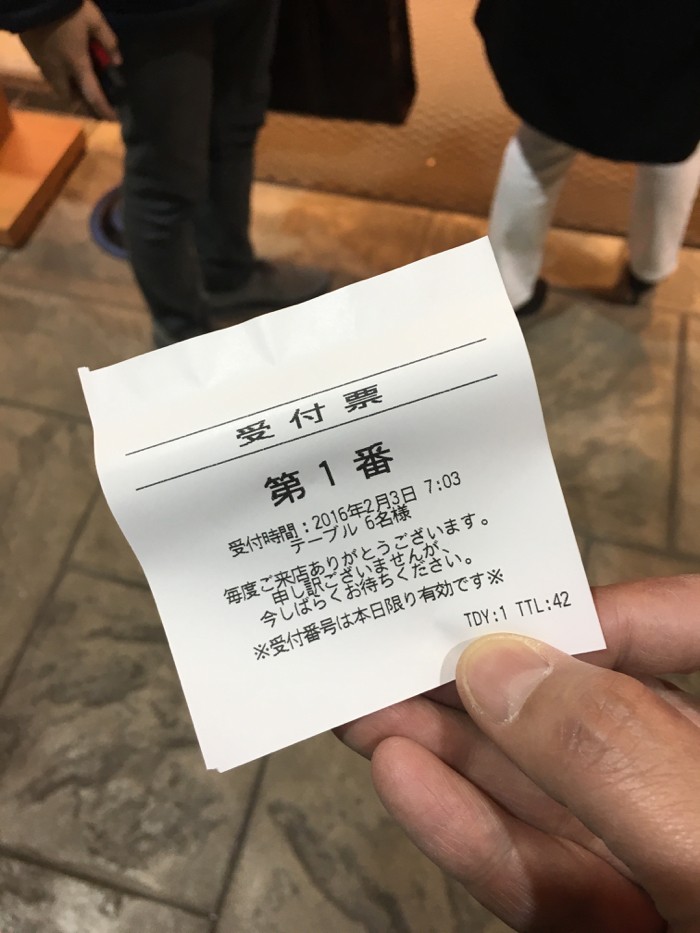 受付票
第1番
受付時間:2016年2月3日 7:03
テーブル 6名様
毎度ご来店ありがとうございます。
申し訳ございませんが、
今しばらくお待ちください。
※受付番号は本日限り有効です※
TDY:1 TTL:42